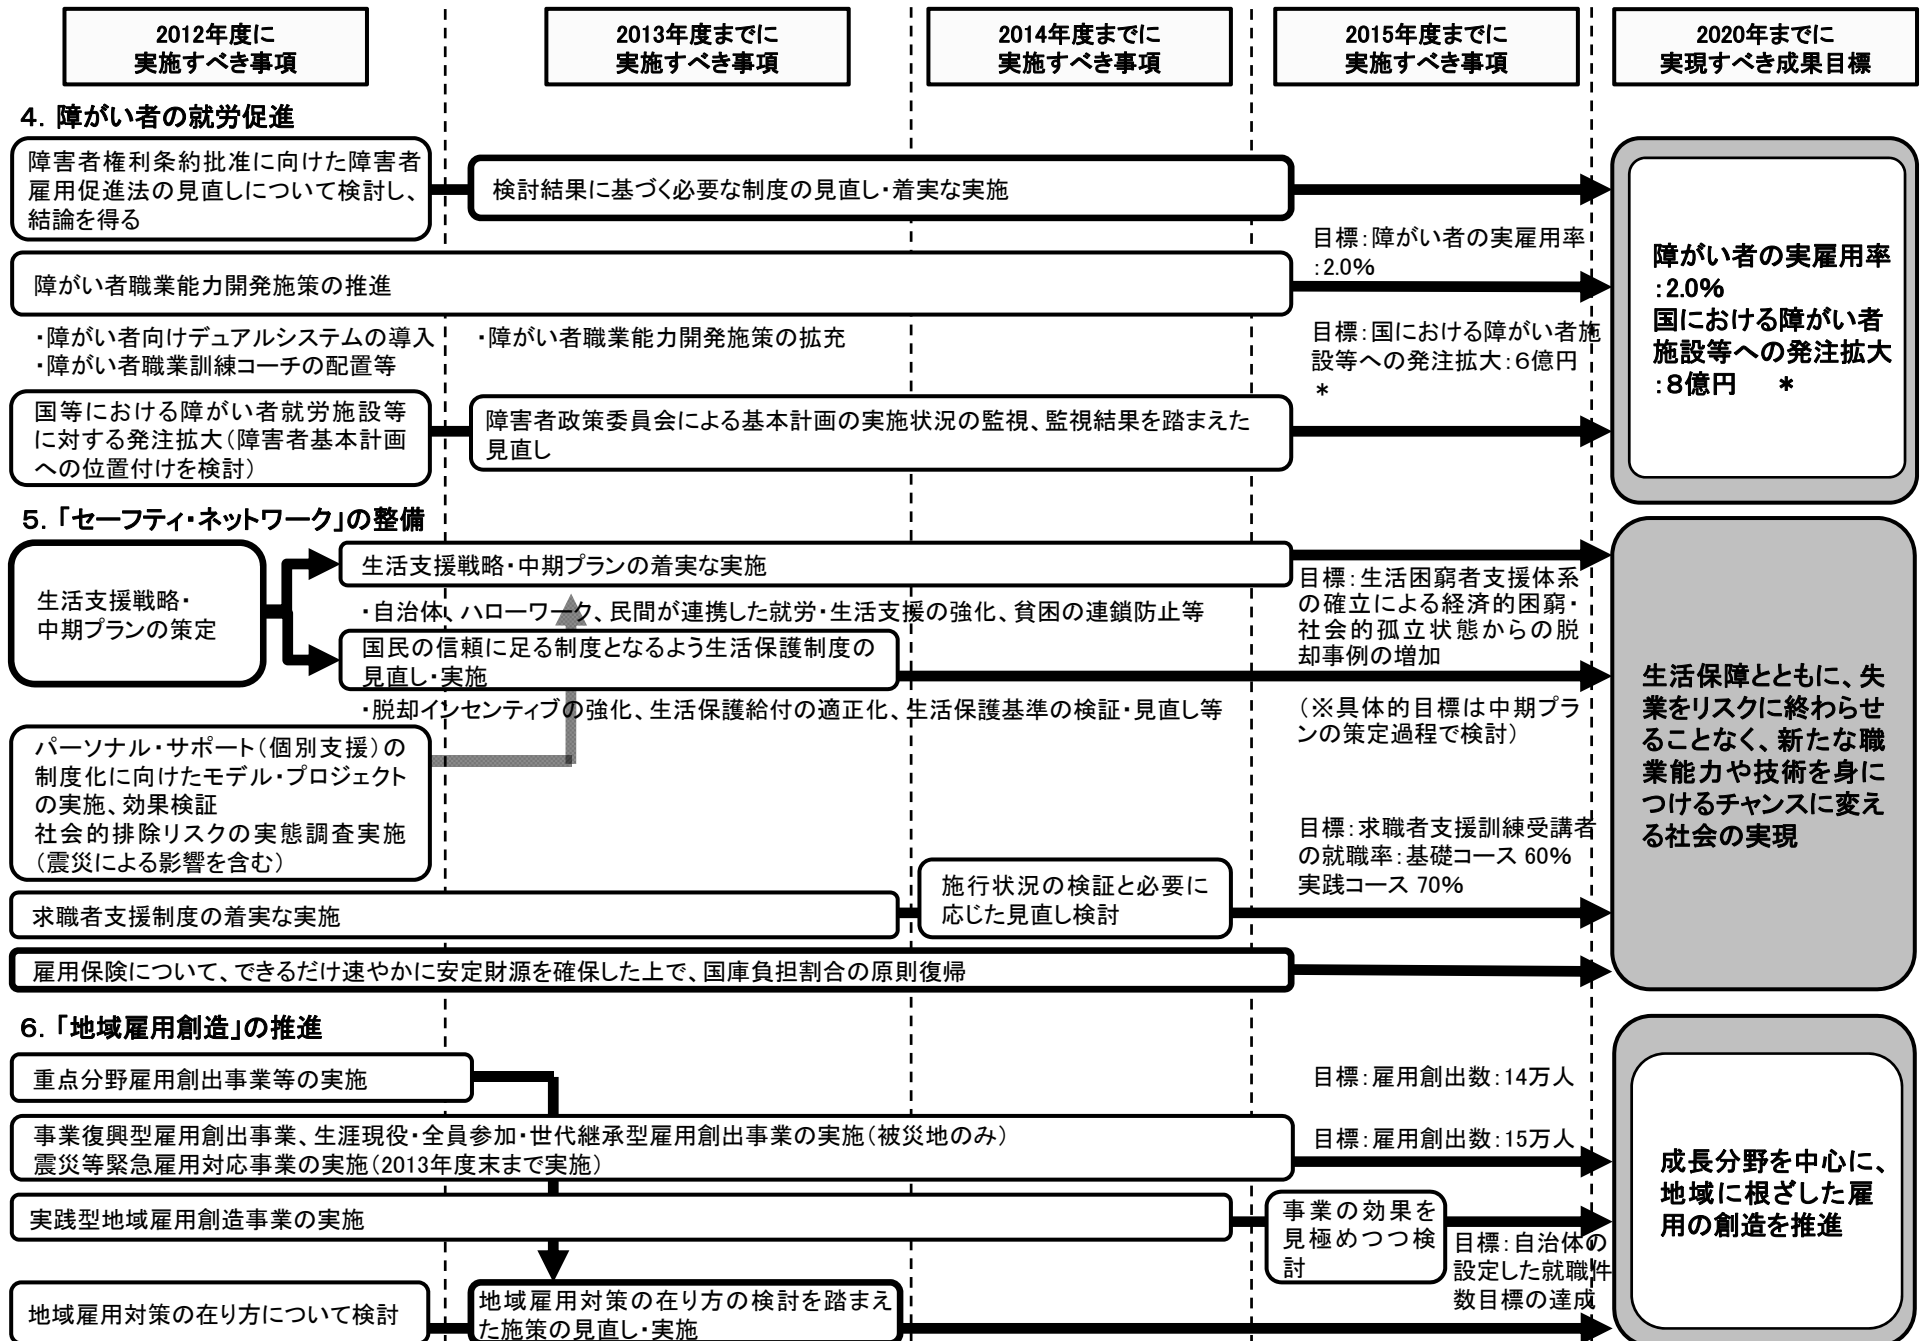 2012年度に
実施すべき事項
2013年度までに
実施すべき事項
2014年度までに
実施すべき事項
2015年度までに
実施すべき事項
2020年までに
実現すべき成果目標
４．障がい者の就労促進
障害者権利条約批准に向けた障害者
雇用促進法の見直しについて検討し、
結論を得る
検討結果に基づく必要な制度の見直し・着実な実施
目標：障がい者の実雇用率
：2.0%
障がい者職業能力開発施策の推進
・障がい者向けデュアルシステムの導入
・障がい者職業訓練コーチの配置等
・障がい者職業能力開発施策の拡充
目標：国における障がい者施
設等への発注拡大：６億円
*
国等における障がい者就労施設等
に対する発注拡大（障害者基本計画
への位置付けを検討）
障害者政策委員会による基本計画の実施状況の監視、監視結果を踏まえた
見直し
障がい者の実雇用率
：2.0%
国における障がい者
施設等への発注拡大
：８億円　＊
５．「セーフティ・ネットワーク」の整備
生活支援戦略・
中期プランの策定
生活支援戦略・中期プランの着実な実施
・自治体、ハローワーク、民間が連携した就労・生活支援の強化、貧困の連鎖防止等
国民の信頼に足る制度となるよう生活保護制度の
見直し・実施
・脱却インセンティブの強化、生活保護給付の適正化、生活保護基準の検証・見直し等
目標：生活困窮者支援体系
の確立による経済的困窮・
社会的孤立状態からの脱
却事例の増加
（※具体的目標は中期プラ
ンの策定過程で検討）
パーソナル・サポート（個別支援）の
制度化に向けたモデル・プロジェクト
の実施、効果検証
社会的排除リスクの実態調査実施
（震災による影響を含む）
目標：求職者支援訓練受講者
の就職率：基礎コース 60%
実践コース 70%
求職者支援制度の着実な実施
施行状況の検証と必要に
応じた見直し検討
雇用保険について、できるだけ速やかに安定財源を確保した上で、国庫負担割合の原則復帰
生活保障とともに、失
業をリスクに終わらせ
ることなく、新たな職
業能力や技術を身に
つけるチャンスに変え
る社会の実現
６．「地域雇用創造」の推進
重点分野雇用創出事業等の実施
目標：雇用創出数：14万人
事業復興型雇用創出事業、生涯現役・全員参加・世代継承型雇用創出事業の実施（被災地のみ）
震災等緊急雇用対応事業の実施（2013年度末まで実施）
目標：雇用創出数：15万人
実践型地域雇用創造事業の実施
事業の効果を
見極めつつ検
討
目標：自治体の
設定した就職件
数目標の達成
地域雇用対策の在り方について検討
地域雇用対策の在り方の検討を踏まえ
た施策の見直し・実施
成長分野を中心に、
地域に根ざした雇
用の創造を推進